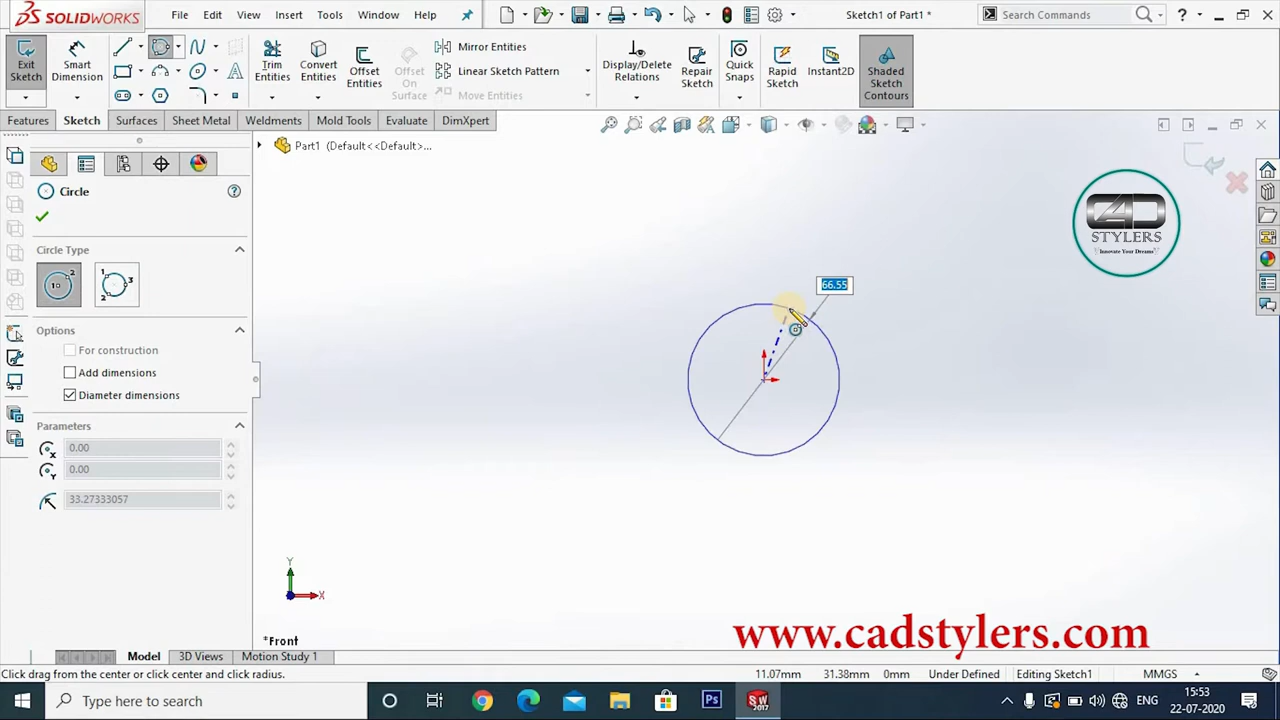 SOLIDWORKS
File
Edit
View
Insert
Tools
Window
Help
Sketch1 of Part1 *
Search Commands
?
Exit Sketch
Smart Dimension
Trim Entities
Convert Entities
Offset Entities
Offset On Surface
Mirror Entities
Linear Sketch Pattern
Move Entities
Display/Delete Relations
Repair Sketch
Quick Snaps
Rapid Sketch
Instant2D
Shaded Sketch Contours
Features
Sketch
Surfaces
Sheet Metal
Weldments
Mold Tools
Evaluate
DimXpert
Part1 (Default<<Default>...
Circle
?
Circle Type
Options
For construction
Add dimensions
Diameter dimensions
Parameters
0.00
0.00
33.27333057
66.55
CAD
STYLERS
Innovate Your Dreams
Y
X
*Front
www.cadstylers.com
Model
3D Views
Motion Study 1
Click drag from the center or click center and click radius.
11.07mm
31.38mm
0mm
Under Defined
Editing Sketch1
MMGS
Type here to search
Ps
SW
2017
ENG
15:53
22-07-2020